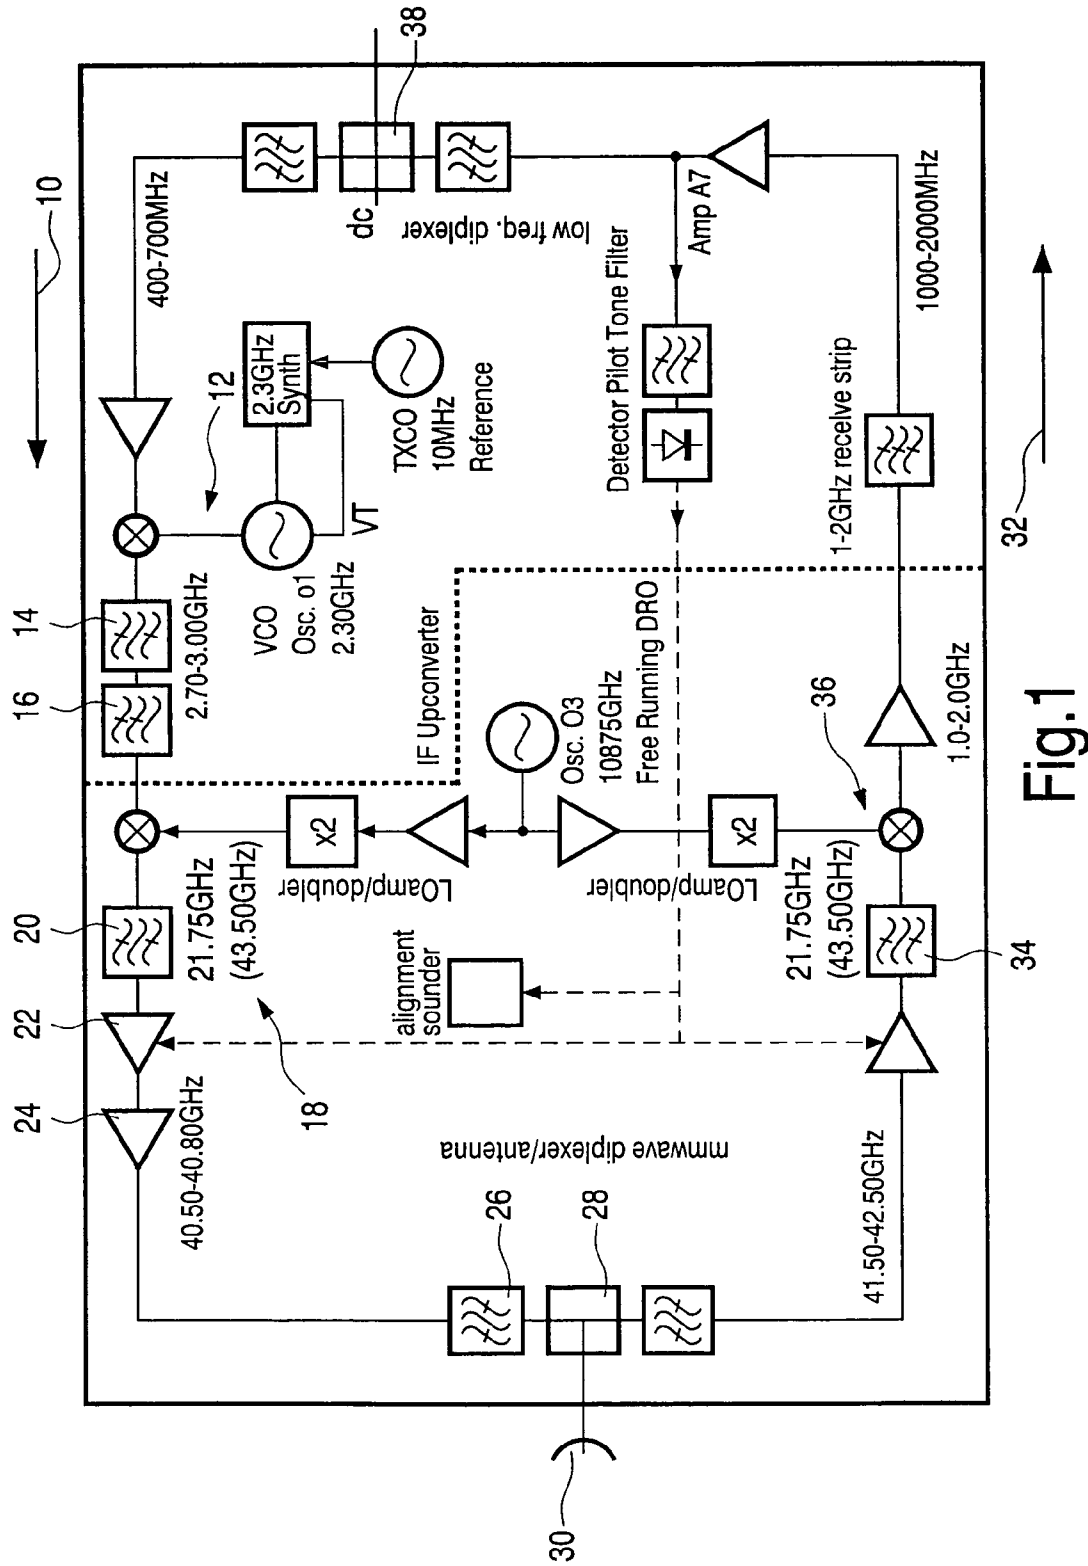 10
400-700MHz
38
dc
low freq. diplexer
12
2.3GHz
Synth
TXCO
10MHz
Reference
VT
VCO
Osc. o1
2.30GHz
14
16
2.70-3.00GHz
IF Upconverter
Amp A7
Detector Pilot Tone Filter
1000-2000MHz
1-2GHz receive strip
32
Osc. O3
10875GHz
Free Running DRO
x2
LOamp/doubler
x2
LOamp/doubler
21.75GHz
(43.50GHz)
21.75GHz
(43.50GHz)
36
1.0-2.0GHz
34
20
22
24
18
alignment
sounder
40.50-40.80GHz
mmwave diplexer/antenna
26
28
41.50-42.50GHz
30
Fig.1